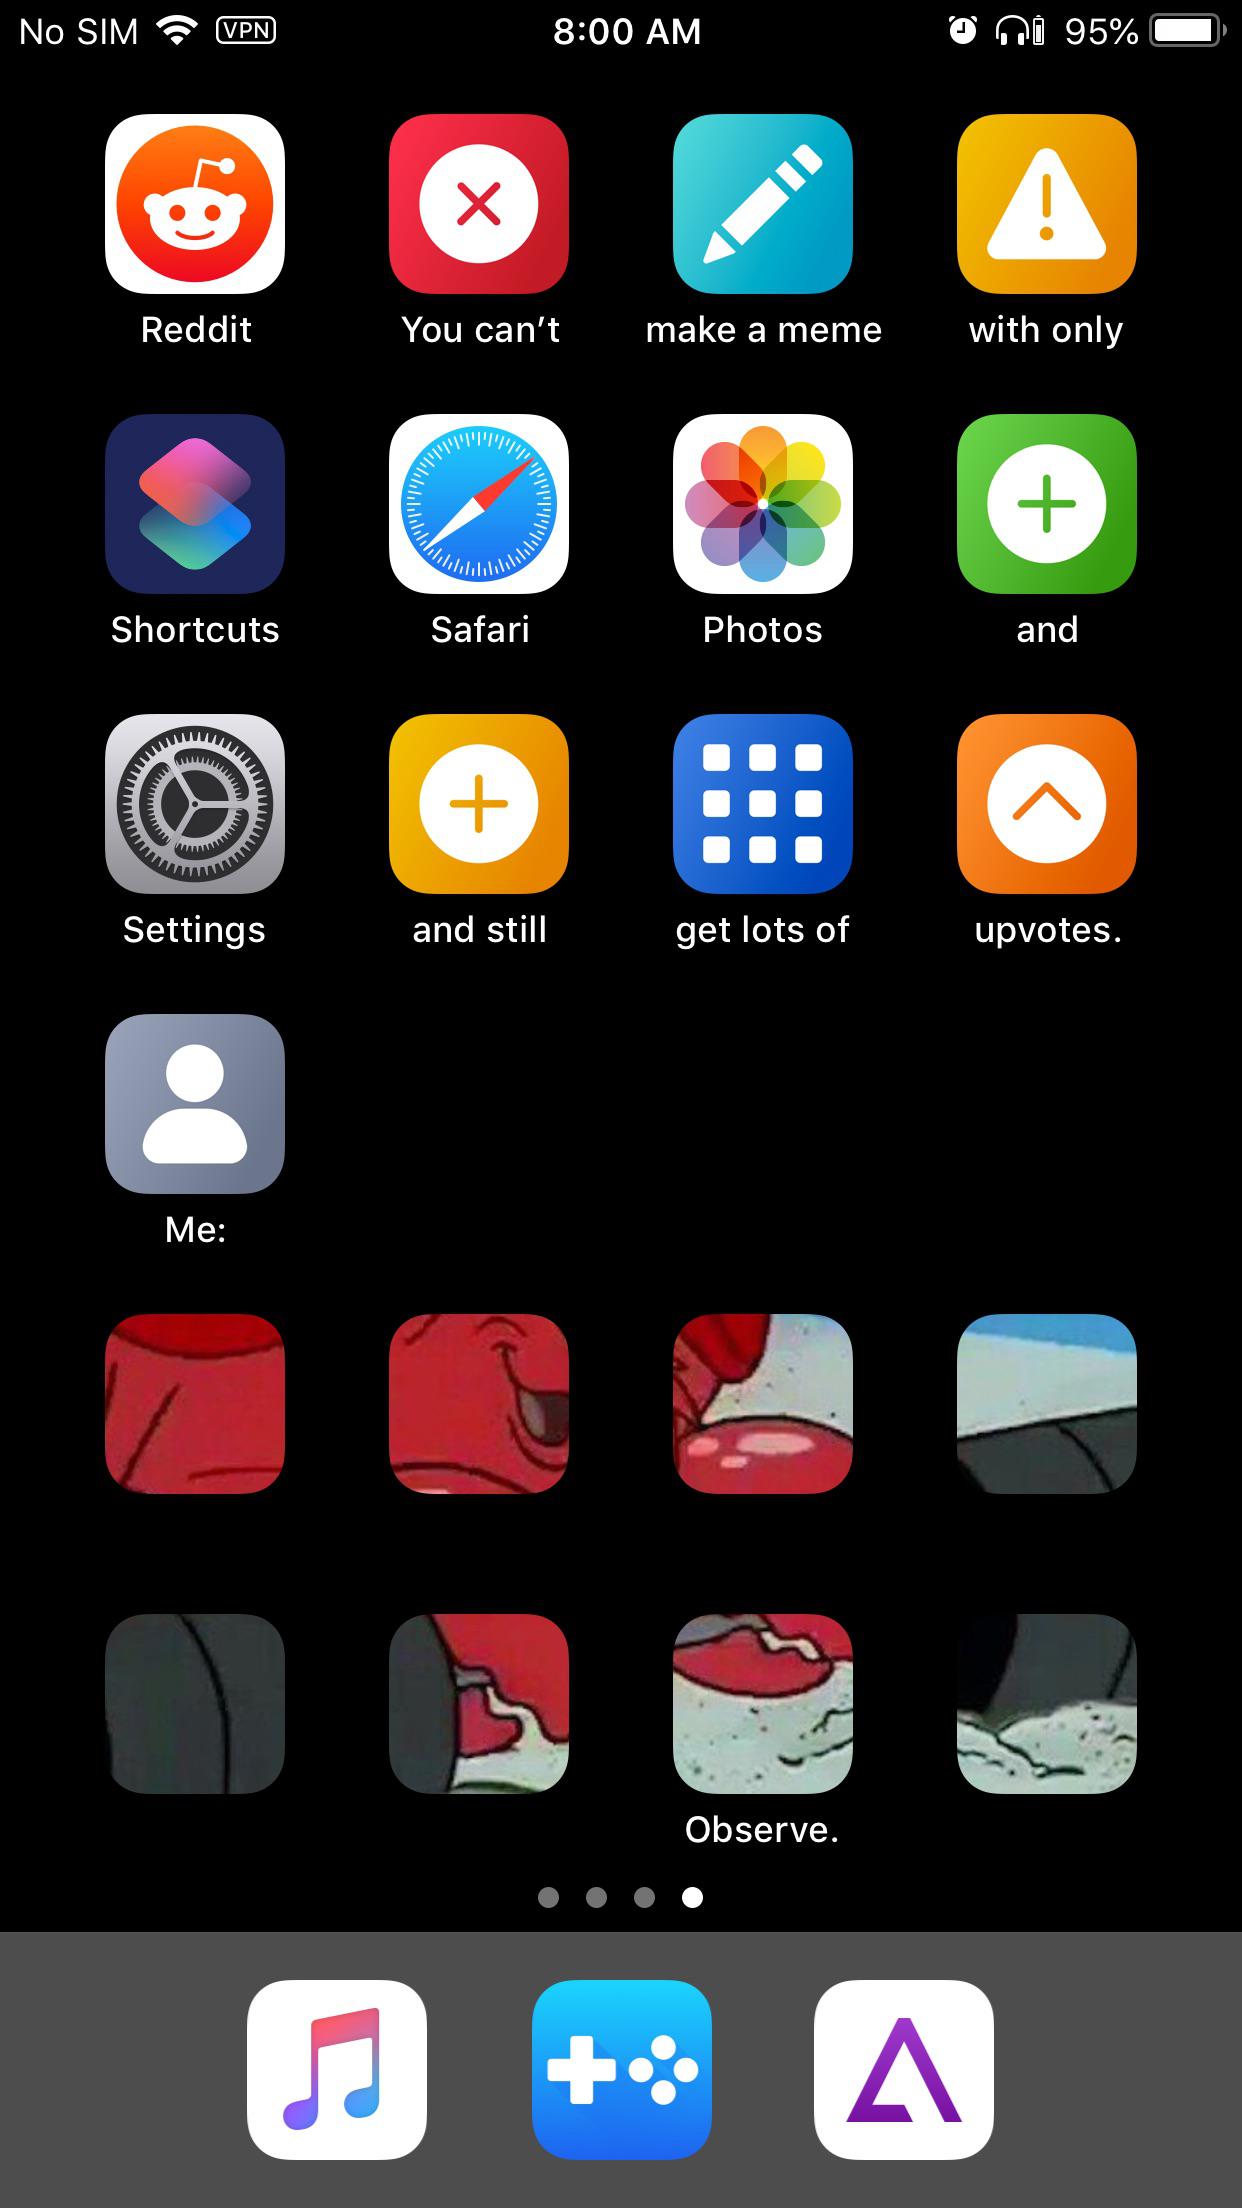 No SIM VPN 8:00 AM 95%
Reddit You can’t make a meme with only
Shortcuts Safari Photos and
Settings and still get lots of upvotes.
Me:
Observe.